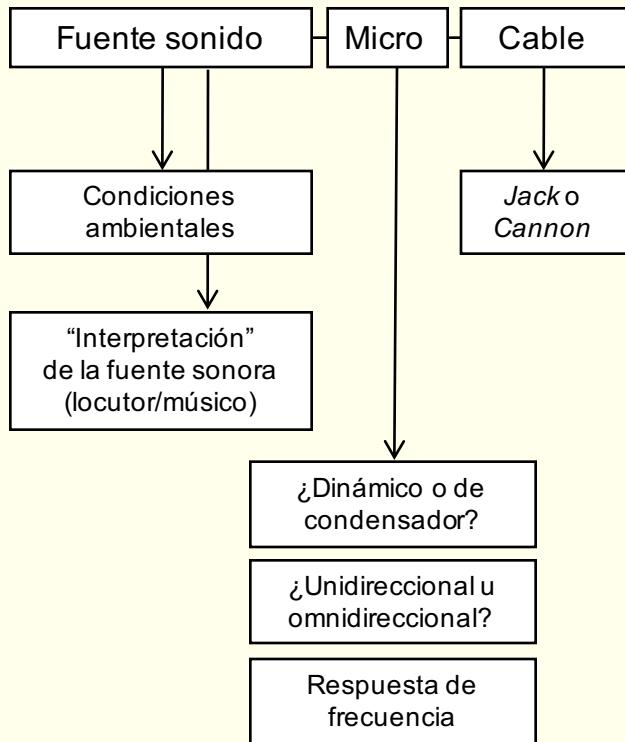 Fuente sonido
Micro
Cable
Condiciones
ambientales
Jack o
Cannon
“Interpretación”
de la fuente sonora
(locutor/músico)
¿Dinámico o de
condensador?
¿Unidireccional u
omnidireccional?
Respuesta de
frecuencia